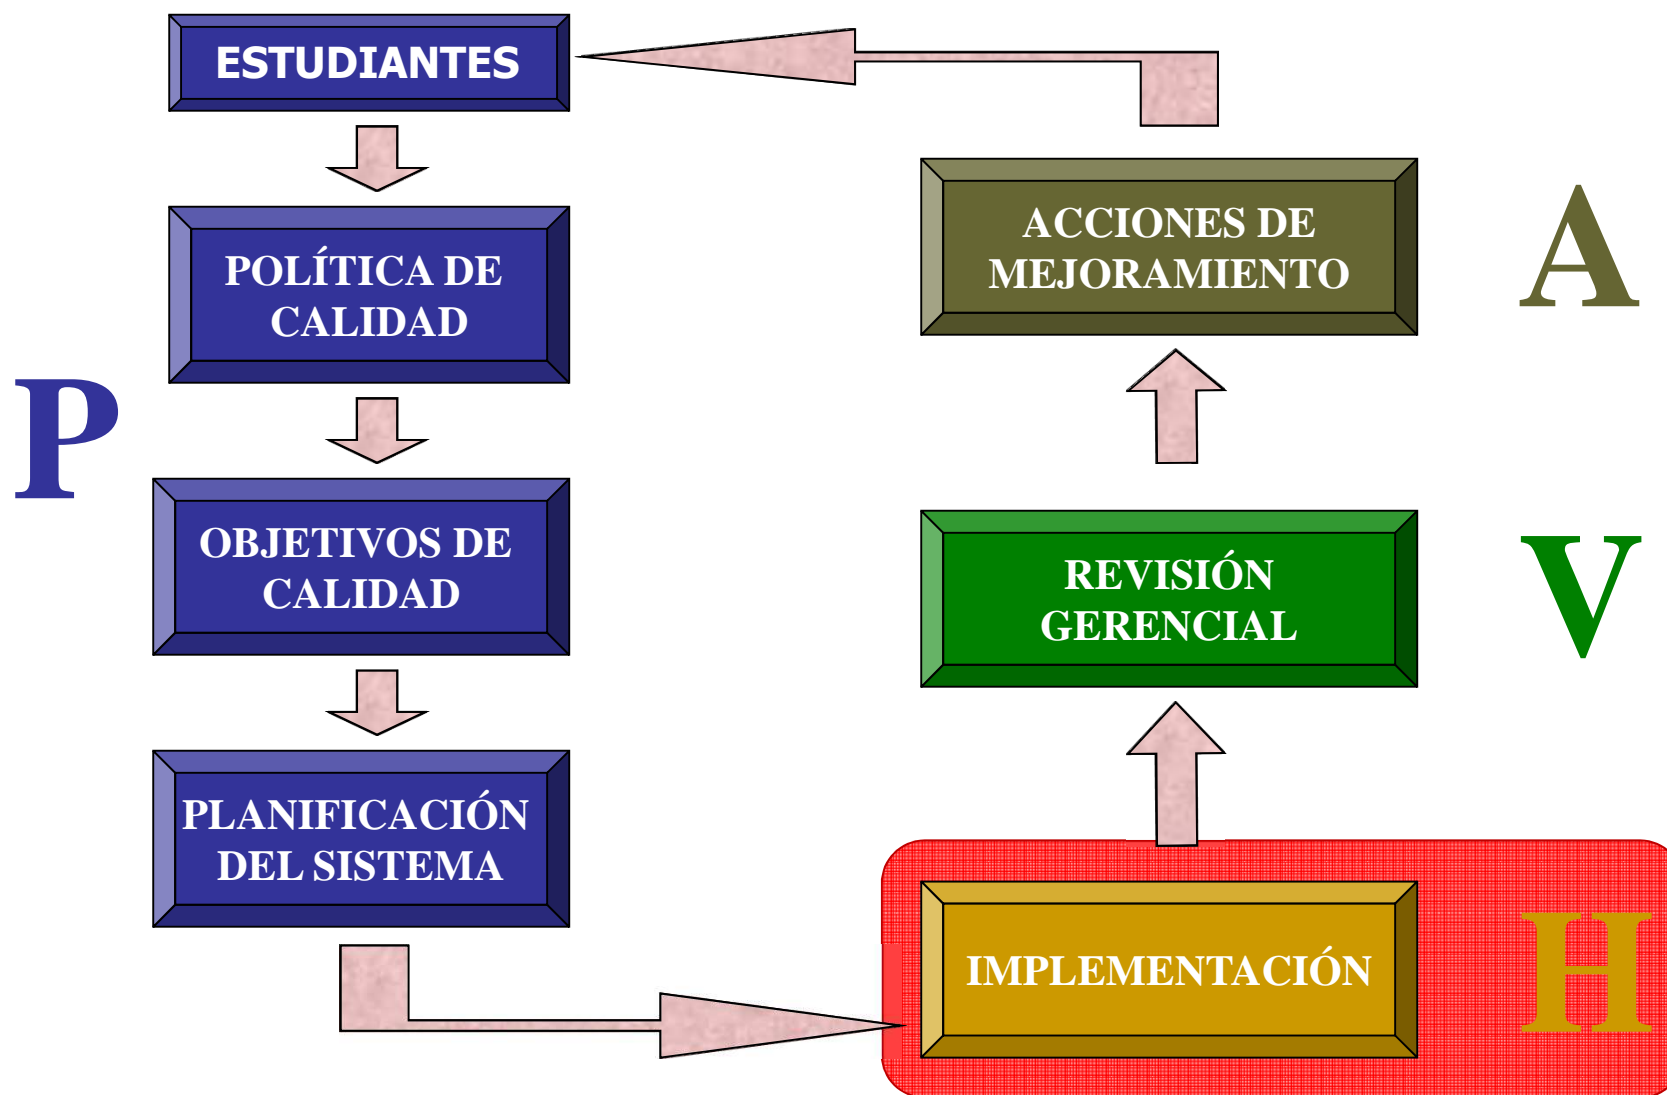 ESTUDIANTES
POLÍTICA DE
CALIDAD
P
OBJETIVOS DE
CALIDAD
PLANIFICACIÓN
DEL SISTEMA
ACCIONES DE
MEJORAMIENTO
A
REVISIÓN
GERENCIAL
V
IMPLEMENTACIÓN
H